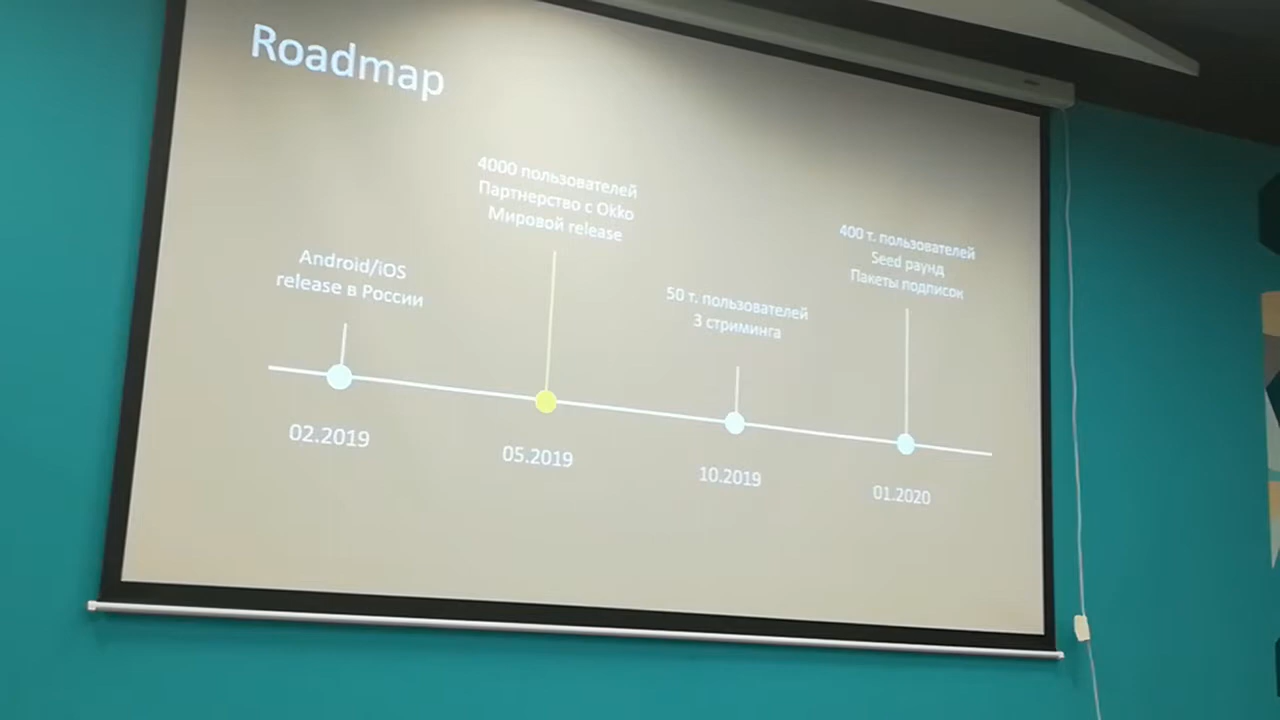 Roadmap
4000 пользователей
Партнерство с Okko
Мировой release
400 т. пользователей
Seed раунд
Пакеты подписок
Android/iOS
release в России
50 т. пользователей
3 стриминга
02.2019
05.2019
10.2019
01.2020